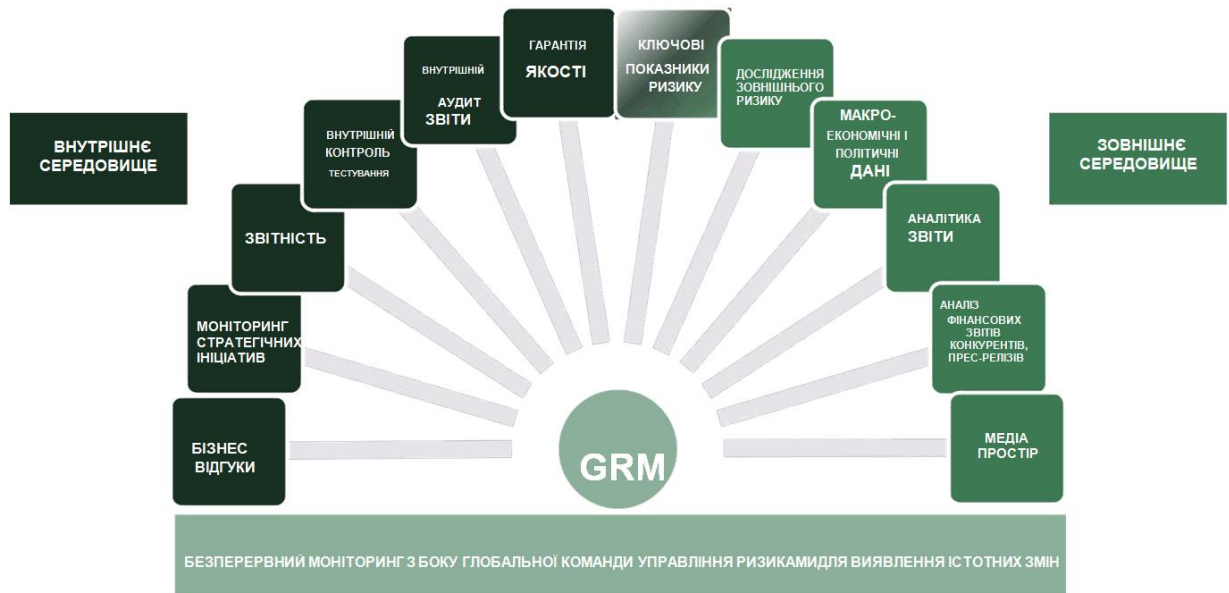 ВНУТРІШНЄ
СЕРЕДОВИЩЕ
БІЗНЕС
ВІДГУКИ
МОНІТОРИНГ
СТРАТЕГІЧНИХ
ІНІЦІАТИВ
ЗВІТНІСТЬ
ВНУТРІШНІЙ
КОНТРОЛЬ
ТЕСТУВАННЯ
ВНУТРІШНІЙ
АУДИТ
ЗВІТИ
ГАРАНТІЯ
ЯКОСТІ
КЛЮЧОВІ
ПОКАЗНИКИ
РИЗИКУ
ДОСЛІДЖЕННЯ
ЗОВНІШНЬОГО
РИЗИКУ
МАКРО-
ЕКОНОМІЧНІ І
ПОЛІТИЧНІ
ДАНІ
АНАЛІТИКА
ЗВІТИ
АНАЛІЗ
ФІНАНСОВИХ
ЗВІТІВ
КОНКУРЕНТІВ,
ПРЕС-РЕЛІЗІВ
МЕДІА
ПРОСТІР
ЗОВНІШНЄ
СЕРЕДОВИЩЕ
GRM
БЕЗПЕРЕРВНИЙ МОНІТОРИНГ З БОКУ ГЛОБАЛЬНОЇ КОМАНДИ УПРАВЛІННЯ РИЗИКАМИДЛЯ ВИЯВЛЕННЯ ІСТОТНИХ ЗМІН